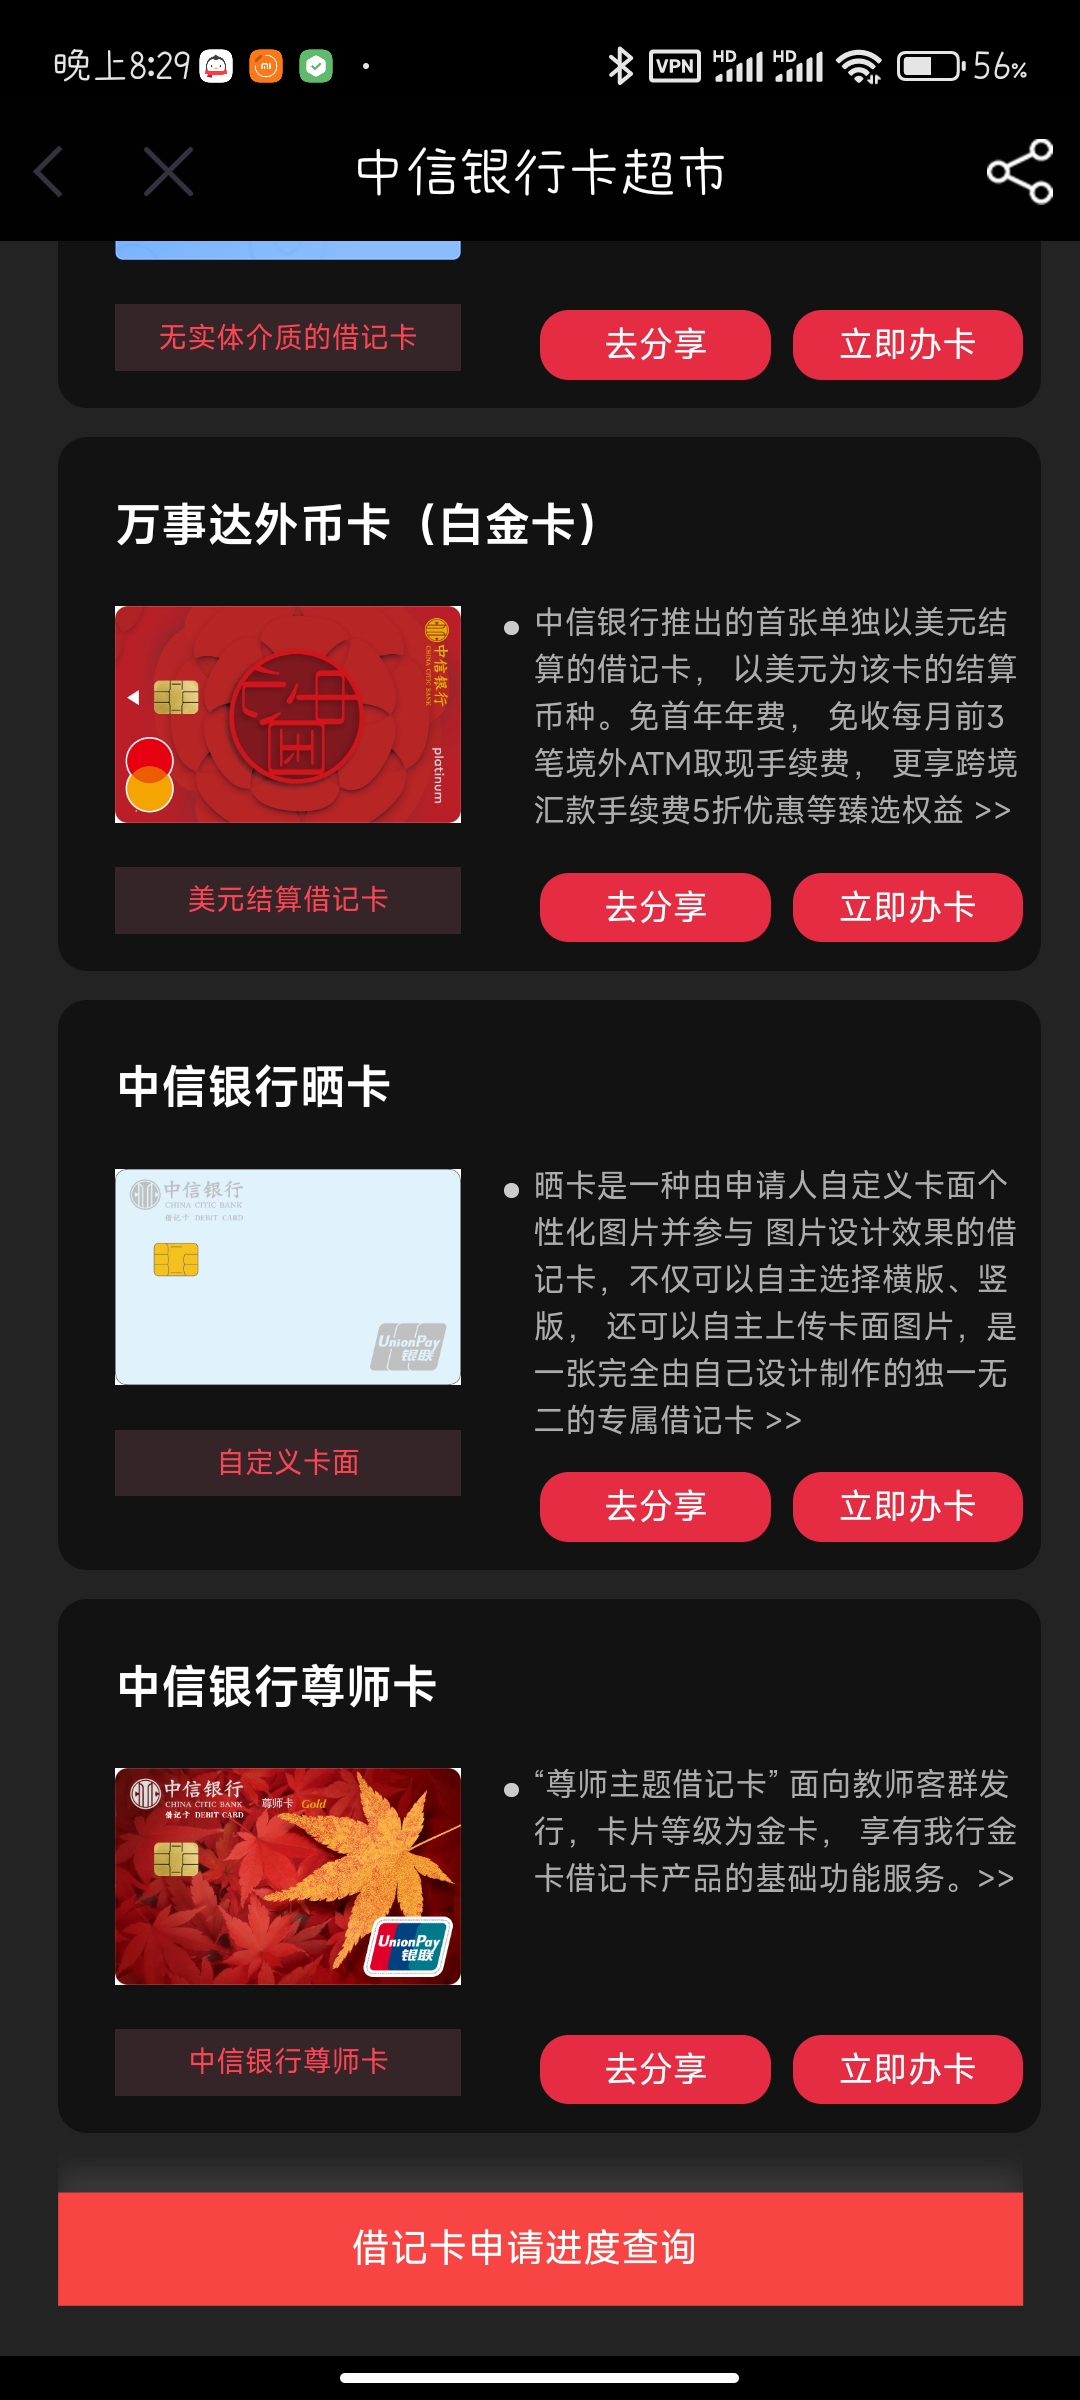 晚上8:29
VPN
HD
HD
56%
中信银行卡超市
无实体介质的借记卡
去分享
立即办卡
万事达外币卡（白金卡）
中信银行
CHINA CITIC BANK
platinum
中国
中信银行推出的首张单独以美元结
算的借记卡， 以美元为该卡的结算
币种。免首年年费， 免收每月前3
笔境外ATM取现手续费， 更享跨境
汇款手续费5折优惠等臻选权益 >>
美元结算借记卡
去分享
立即办卡
中信银行晒卡
中信银行
CHINA CITIC BANK
借记卡 DEBIT CARD
UnionPay
银联
晒卡是一种由申请人自定义卡面个
性化图片并参与 图片设计效果的借
记卡，不仅可以自主选择横版、竖
版， 还可以自主上传卡面图片，是
一张完全由自己设计制作的独一无
二的专属借记卡 >>
自定义卡面
去分享
立即办卡
中信银行尊师卡
中信银行
CHINA CITIC BANK
借记卡 DEBIT CARD
尊师卡 Gold
UnionPay
银联
“尊师主题借记卡” 面向教师客群发
行，卡片等级为金卡， 享有我行金
卡借记卡产品的基础功能服务。>>
中信银行尊师卡
去分享
立即办卡
借记卡申请进度查询